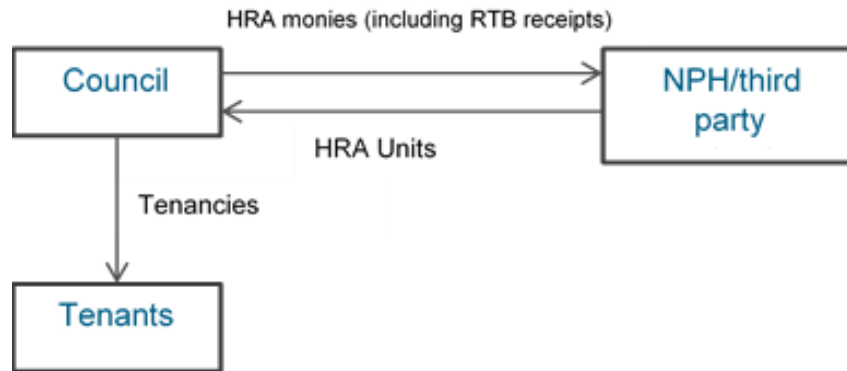 HRA monies (including RTB receipts)
Council
NPH/third
party
HRA Units
Tenancies
Tenants